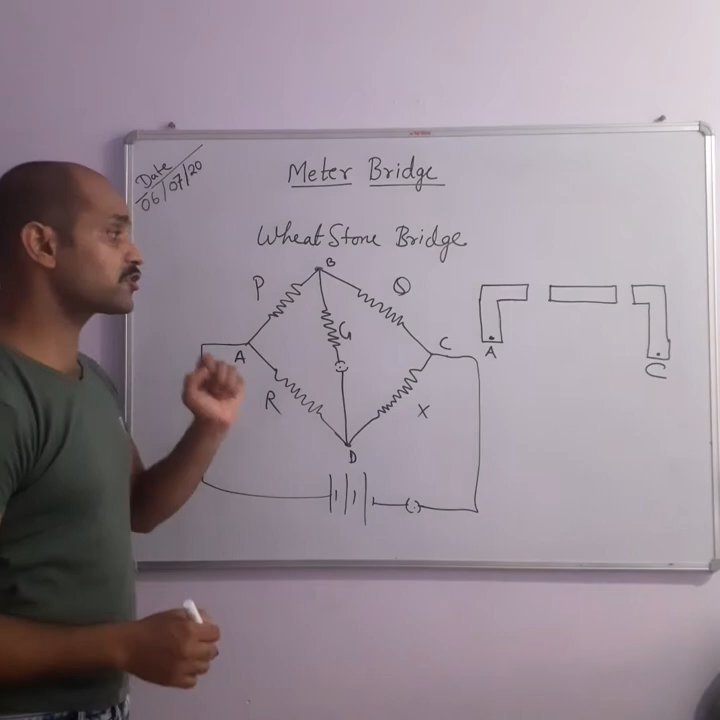 Date
06/07/20
Meter Bridge
Wheat Stone Bridge
B
P
Q
G
A
C
R
X
D
A
C